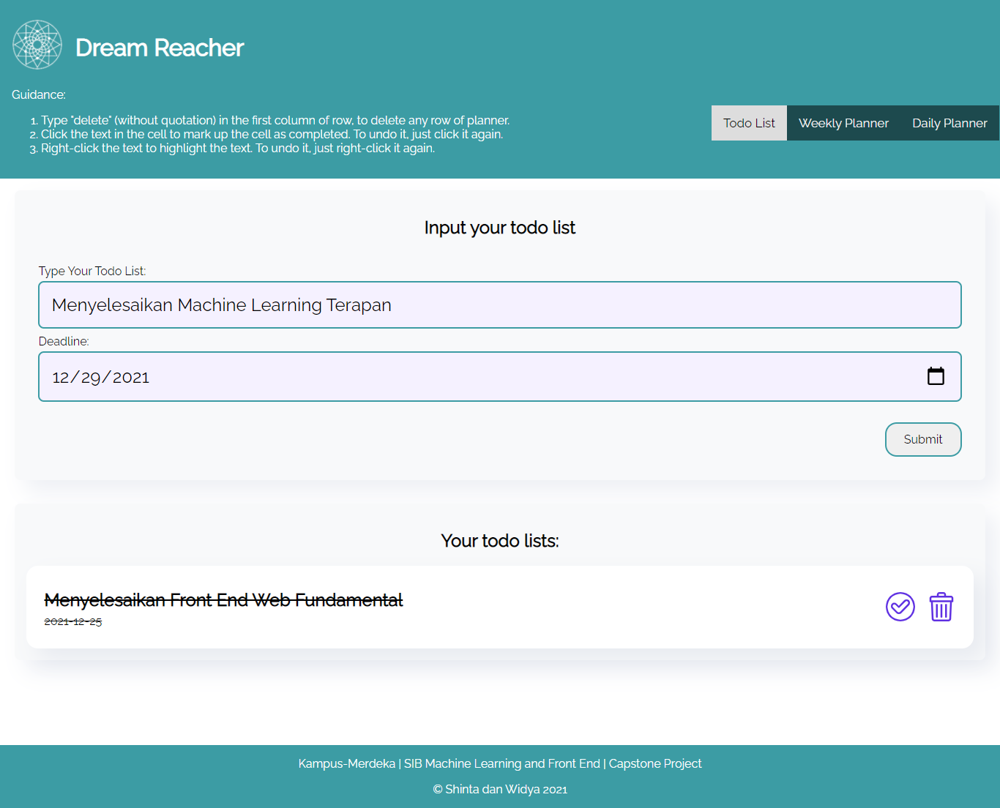 Dream Reacher
Guidance:
1. Type "delete" (without quotation) in the first column of row, to delete any row of planner.
2. Click the text in the cell to mark up the cell as completed. To undo it, just click it again.
3. Right-click the text to highlight the text. To undo it, just right-click it again.
Todo List Weekly Planner Daily Planner
Input your todo list
Type Your Todo List:
Menyelesaikan Machine Learning Terapan
Deadline:
12/29/2021
Submit
Your todo lists:
Menyelesaikan Front End Web Fundamental
2021-12-25
Kampus-Merdeka | SIB Machine Learning and Front End | Capstone Project
© Shinta dan Widya 2021